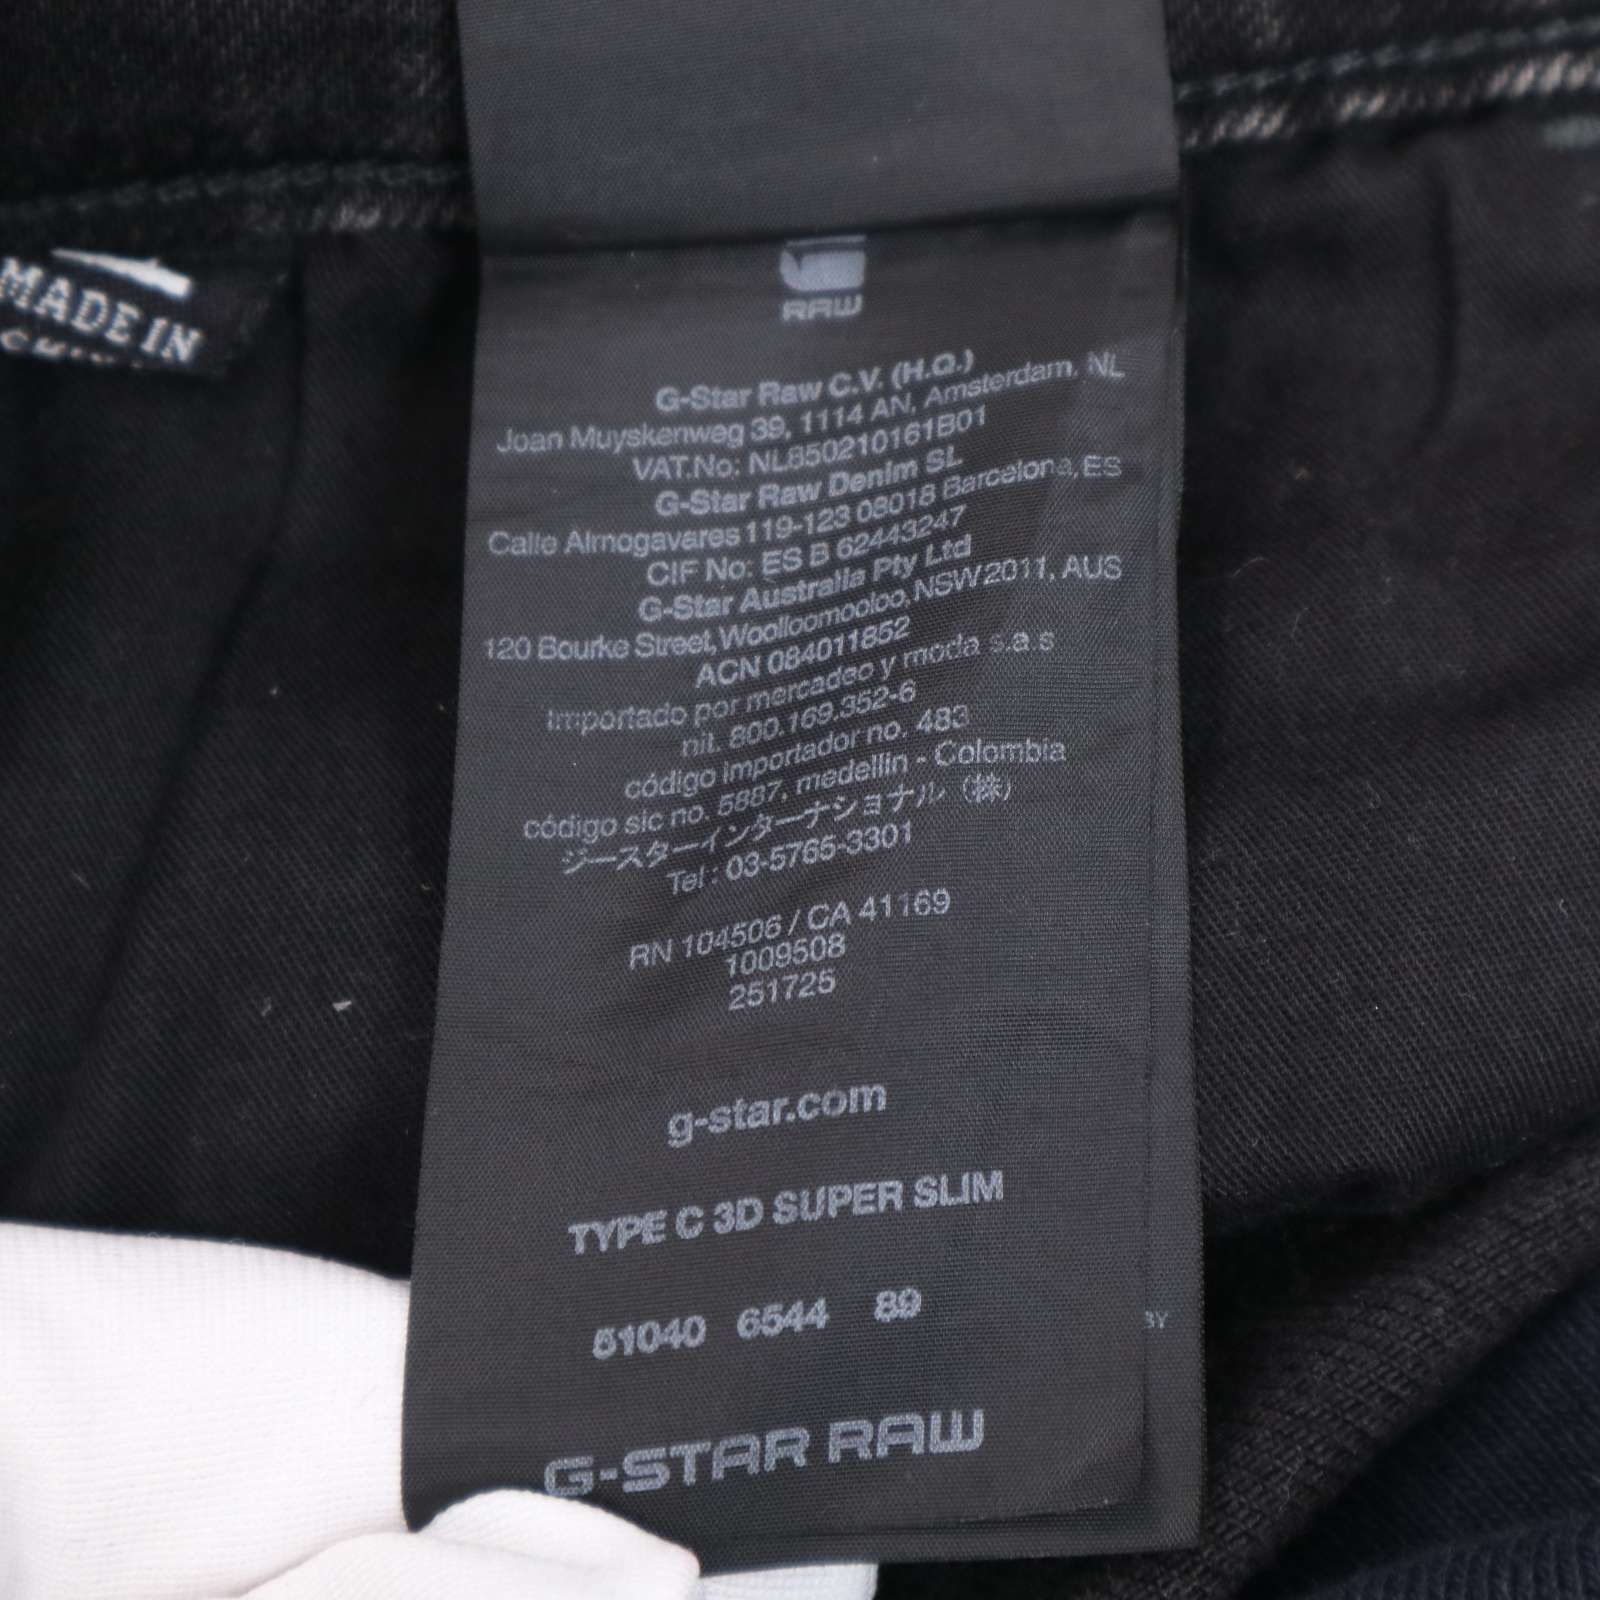 MADE IN
RAW
G-Star Raw C.V. (H.Q.)
Joan Muyskenweg 39, 1114 AN, Amsterdam, NL
VAT.No: NL850210161B01
G-Star Raw Denim SL
Calle Almogavares 119-123 08018 Barcelona, ES
CIF No: ES B 62443247
G-Star Australia Pty Ltd
120 Bourke Street, Woolloomooloo, NSW 2011, AUS
ACN 084011852
Importado por mercadeo y moda s.a.s
nit. 800.169.352-6
código importador no. 483
código sic no. 5887, medellin - Colombia
ジースターインターナショナル（株）
Tel : 03-5765-3301
RN 104506 / CA 41169
1009508
251725
g-star.com
TYPE C 3D SUPER SLIM
51040 6544 89
G-STAR RAW